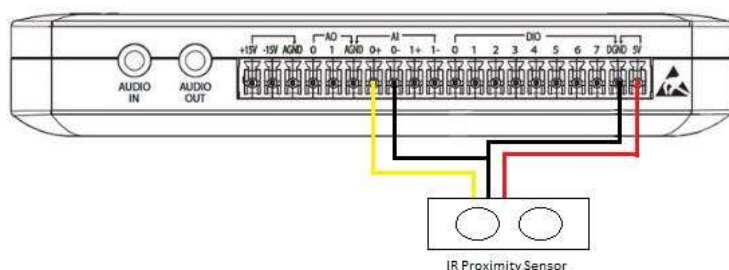 AO AI DIO
+15V -15V AGND 0 1 AGND 0+ 0- 1+ 1- 0 1 2 3 4 5 6 7 DGND 5V
AUDIO IN
AUDIO OUT
IR Proximity Sensor